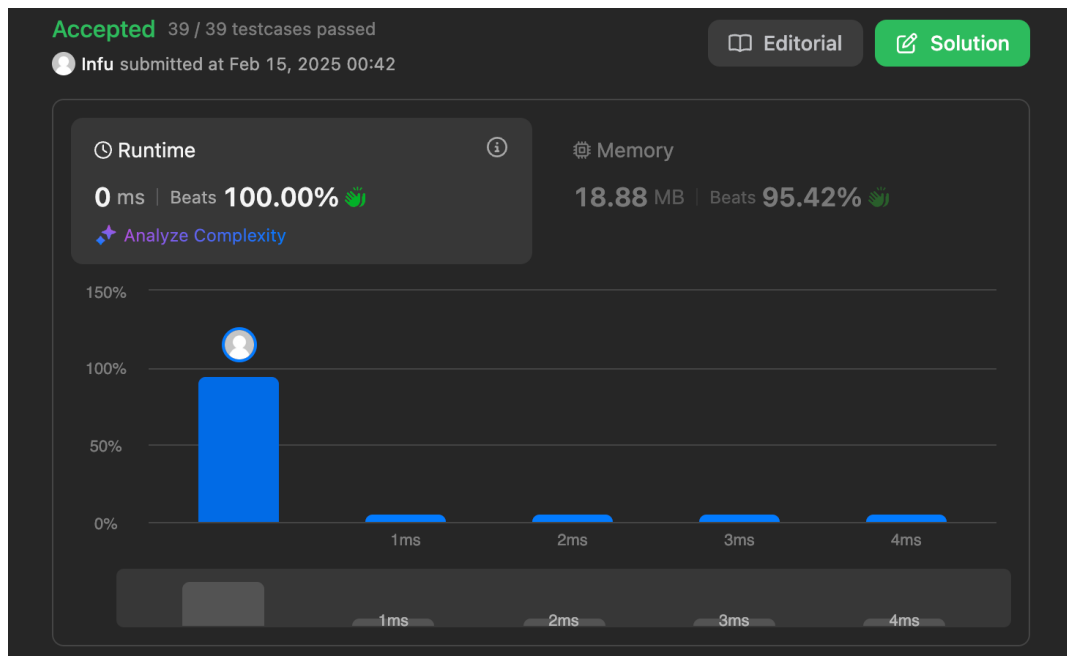 Accepted 39 / 39 testcases passed
Editorial
Solution
Infu submitted at Feb 15, 2025 00:42
Runtime
0 ms | Beats 100.00%
Analyze Complexity
Memory
18.88 MB | Beats 95.42%
150%
100%
50%
0%
1ms 2ms 3ms 4ms
1ms 2ms 3ms 4ms